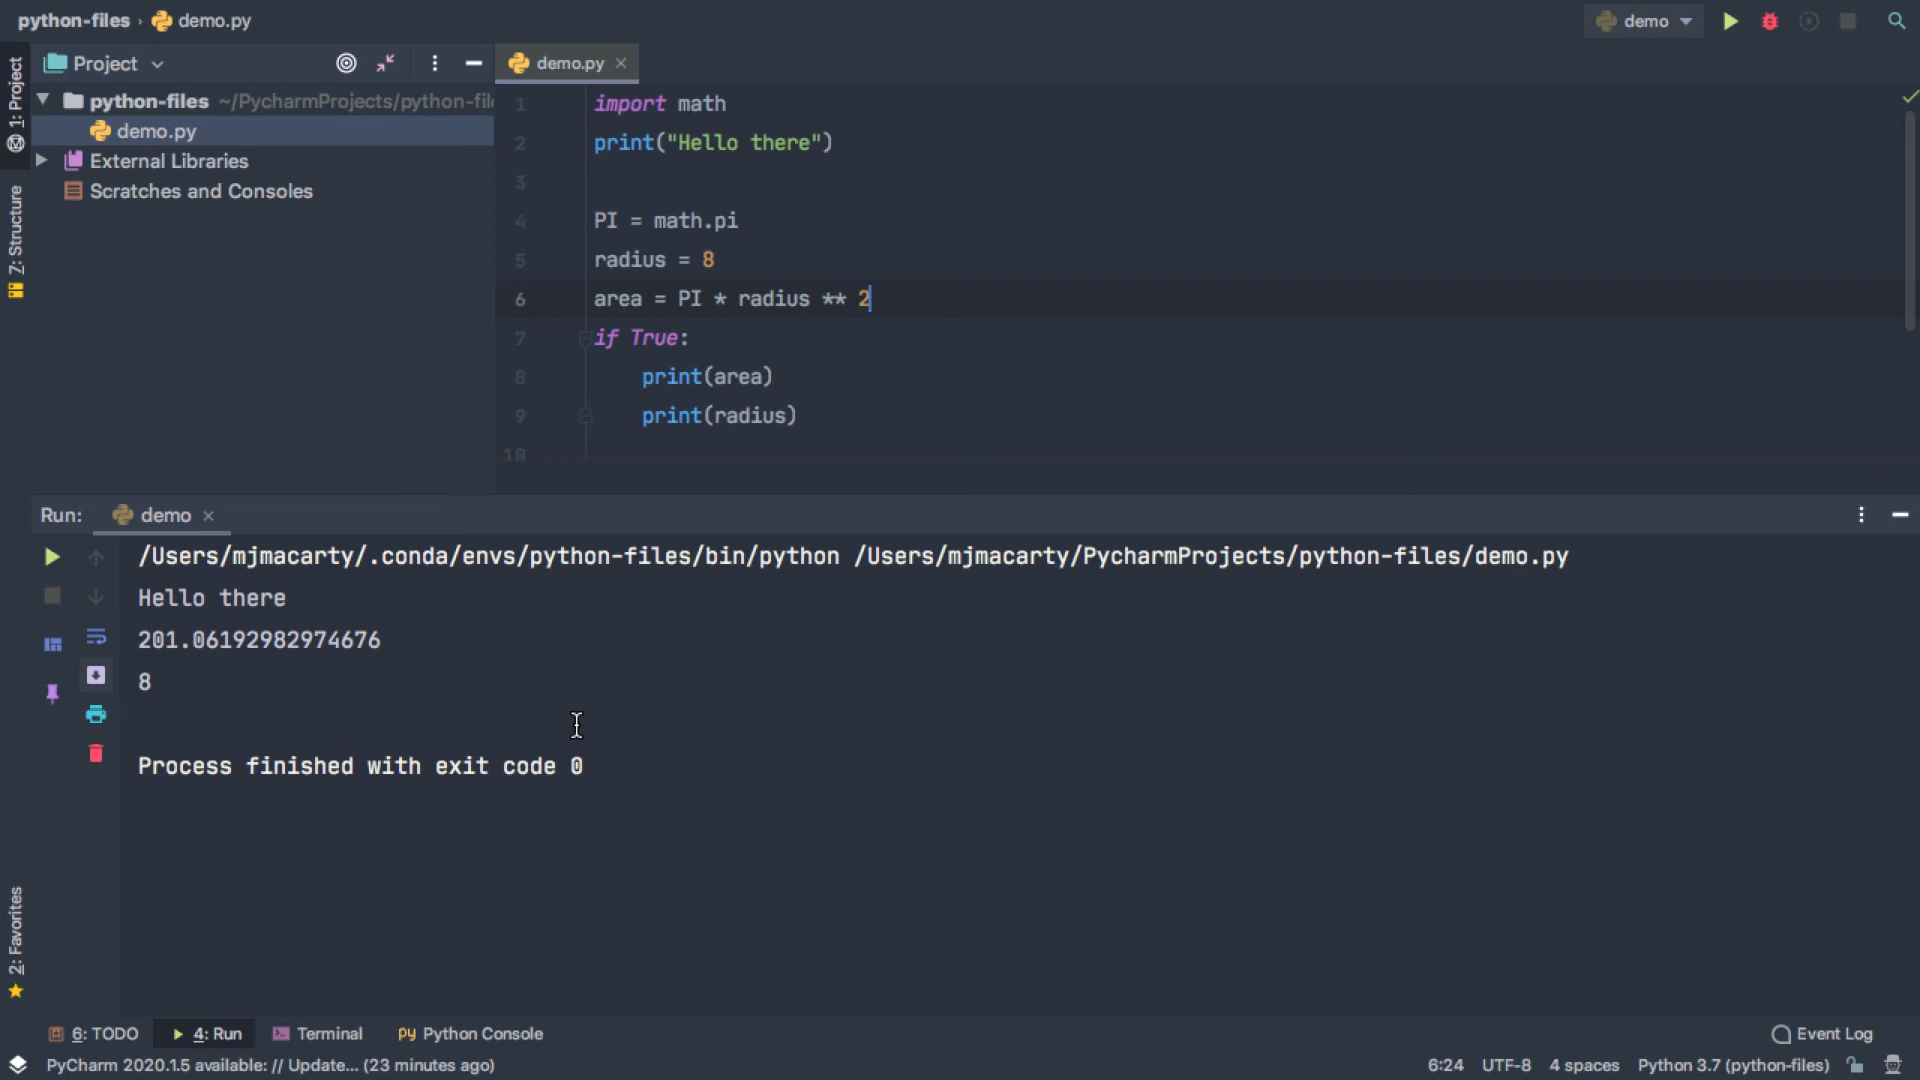 python-files › demo.py
demo
1: Project
Project
demo.py
python-files ~/PycharmProjects/python-fil
demo.py
External Libraries
Scratches and Consoles
Z: Structure
1 import math
2 print("Hello there")
3
4 PI = math.pi
5 radius = 8
6 area = PI * radius ** 2
7 if True:
8 print(area)
9 print(radius)
10
Run: demo
/Users/mjmacarty/.conda/envs/python-files/bin/python /Users/mjmacarty/PycharmProjects/python-files/demo.py
Hello there
201.06192982974676
8
Process finished with exit code 0
2: Favorites
6: TODO
4: Run
Terminal
Python Console
Event Log
PyCharm 2020.1.5 available: // Update... (23 minutes ago)
6:24 UTF-8 4 spaces Python 3.7 (python-files)